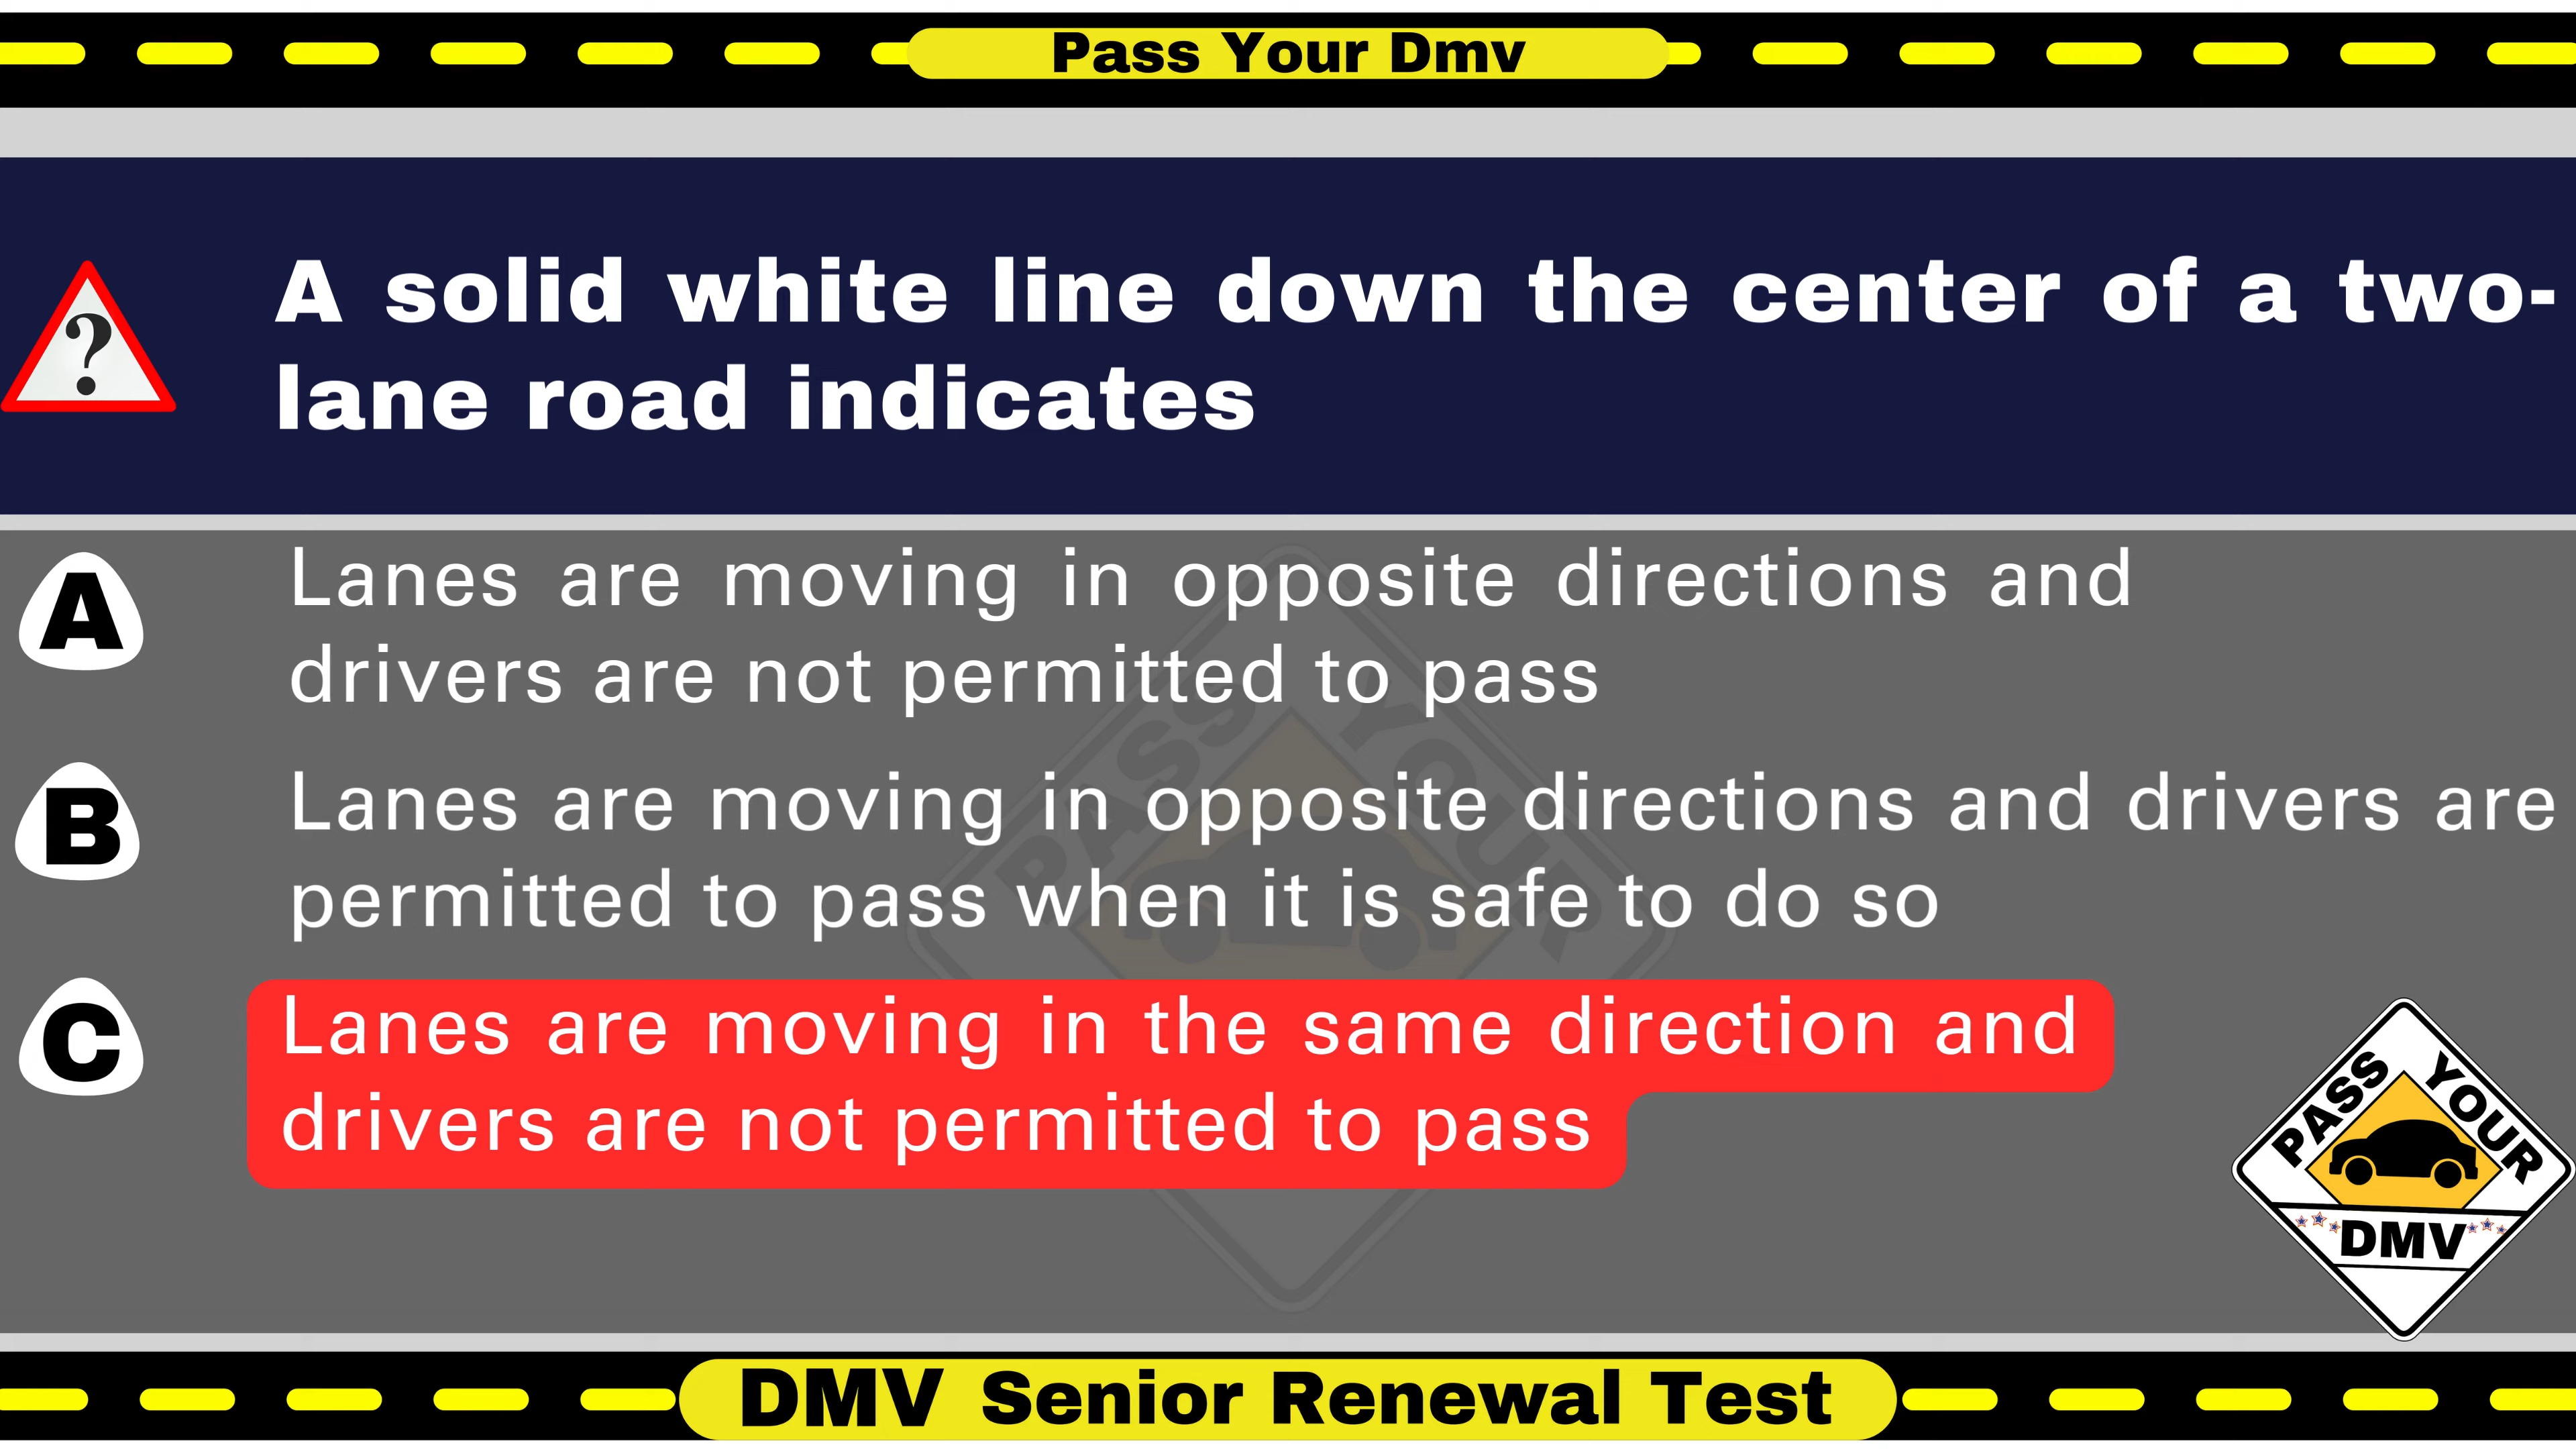 Pass Your Dmv
?
A solid white line down the center of a two-
lane road indicates
A
Lanes are moving in opposite directions and
drivers are not permitted to pass
B
Lanes are moving in opposite directions and drivers are
permitted to pass when it is safe to do so
C
Lanes are moving in the same direction and
drivers are not permitted to pass
PASS YOUR
PASS YOUR
DMV
DMV Senior Renewal Test